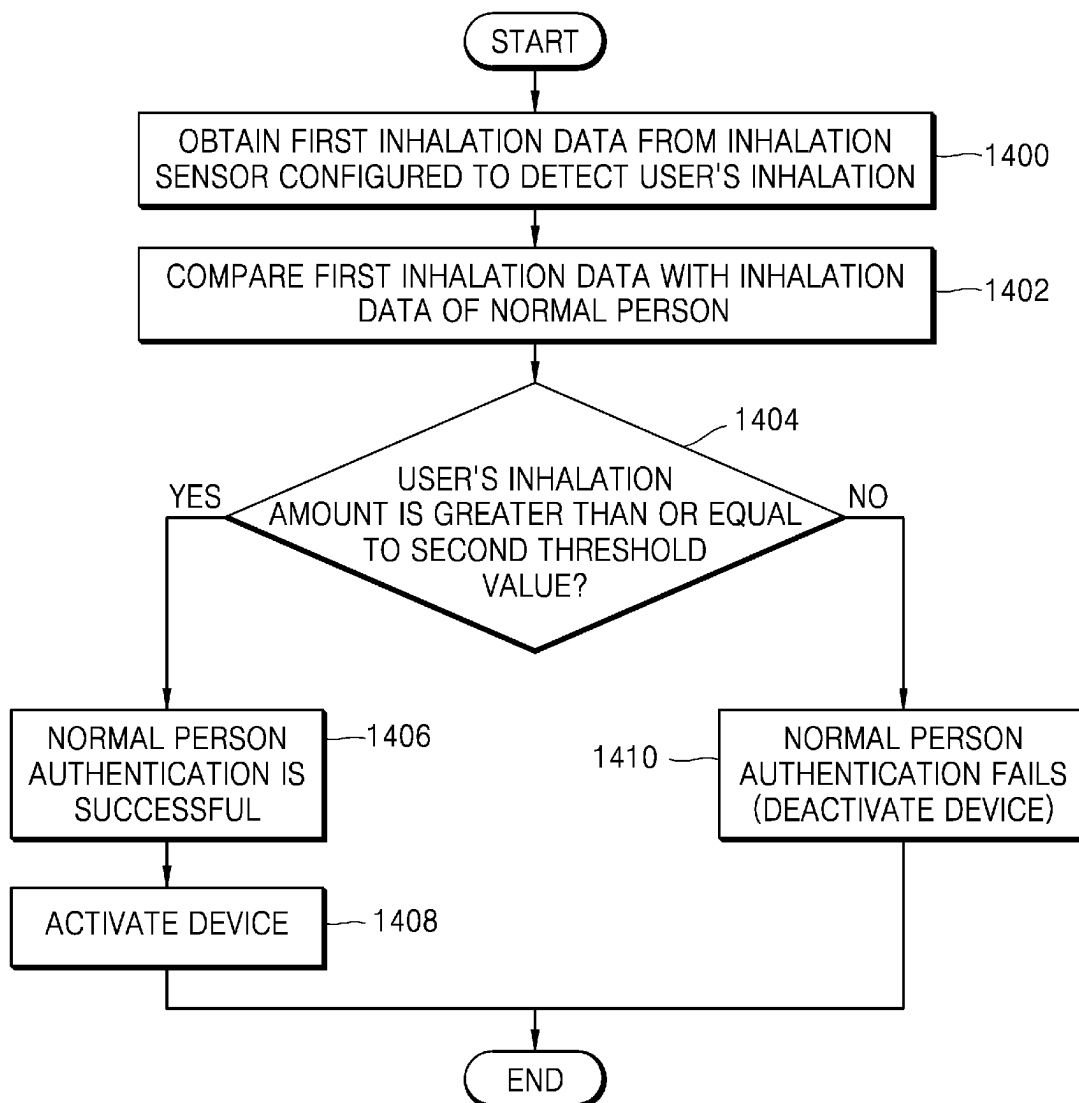 START
OBTAIN FIRST INHALATION DATA FROM INHALATION
SENSOR CONFIGURED TO DETECT USER'S INHALATION
1400
COMPARE FIRST INHALATION DATA WITH INHALATION
DATA OF NORMAL PERSON
1402
1404
USER'S INHALATION
AMOUNT IS GREATER THAN OR EQUAL
TO SECOND THRESHOLD
VALUE?
YES
NO
NORMAL PERSON
AUTHENTICATION IS
SUCCESSFUL
1406
1410
NORMAL PERSON
AUTHENTICATION FAILS
(DEACTIVATE DEVICE)
ACTIVATE DEVICE
1408
END